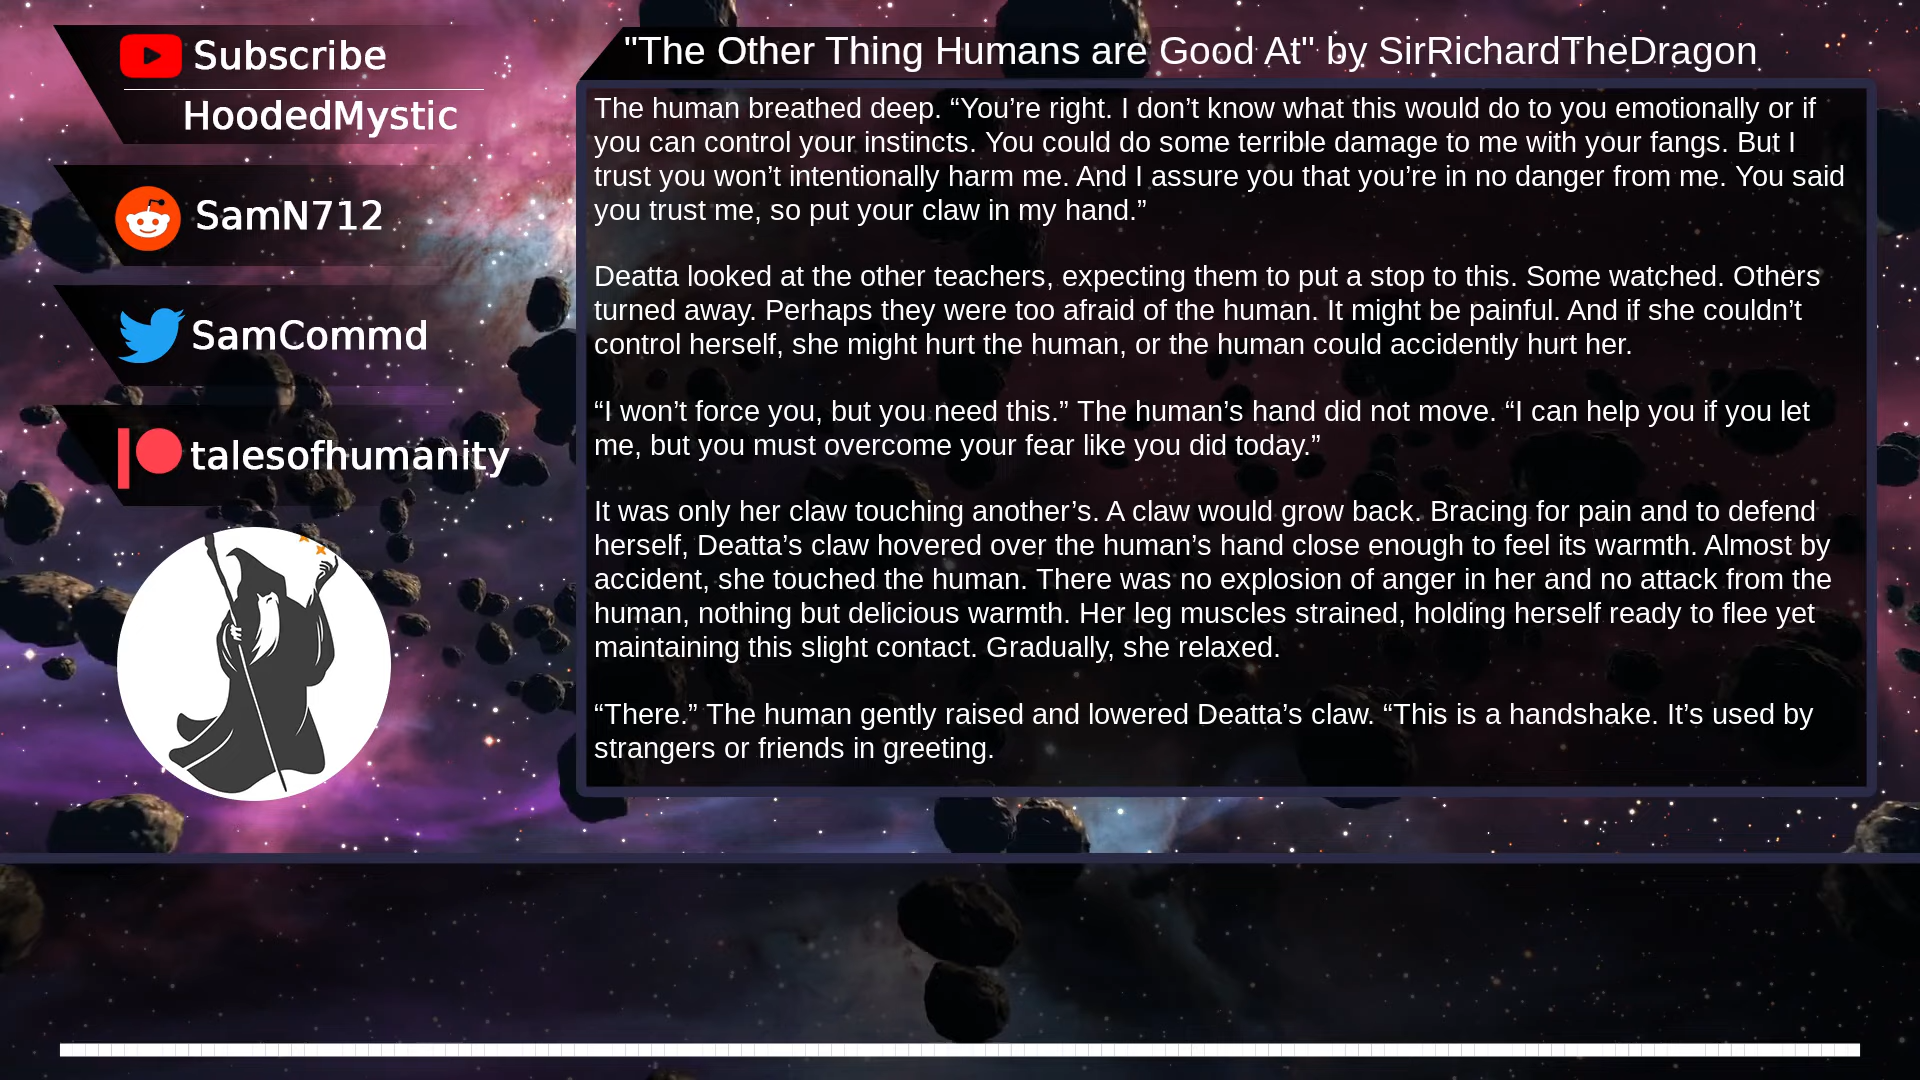 Subscribe
HoodedMystic
SamN712
SamCommd
talesofhumanity
"The Other Thing Humans are Good At" by SirRichardTheDragon
The human breathed deep. “You’re right. I don’t know what this would do to you emotionally or if
you can control your instincts. You could do some terrible damage to me with your fangs. But I
trust you won’t intentionally harm me. And I assure you that you’re in no danger from me. You said
you trust me, so put your claw in my hand.”
Deatta looked at the other teachers, expecting them to put a stop to this. Some watched. Others
turned away. Perhaps they were too afraid of the human. It might be painful. And if she couldn’t
control herself, she might hurt the human, or the human could accidently hurt her.
“I won’t force you, but you need this.” The human’s hand did not move. “I can help you if you let
me, but you must overcome your fear like you did today.”
It was only her claw touching another’s. A claw would grow back. Bracing for pain and to defend
herself, Deatta’s claw hovered over the human’s hand close enough to feel its warmth. Almost by
accident, she touched the human. There was no explosion of anger in her and no attack from the
human, nothing but delicious warmth. Her leg muscles strained, holding herself ready to flee yet
maintaining this slight contact. Gradually, she relaxed.
“There.” The human gently raised and lowered Deatta’s claw. “This is a handshake. It’s used by
strangers or friends in greeting.